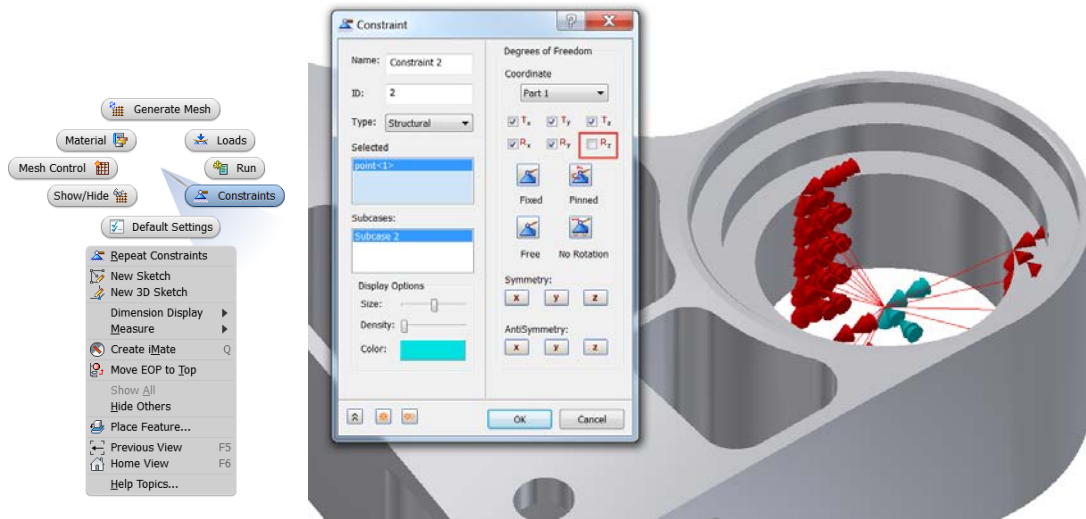 Generate Mesh
Material
Loads
Mesh Control
Run
Show/Hide
Constraints
Default Settings
Repeat Constraints
New Sketch
New 3D Sketch
Dimension Display
Measure
Create iMate Q
Move EOP to Top
Show All
Hide Others
Place Feature...
Previous View F5
Home View F6
Help Topics...
Constraint
Name: Constraint 2
ID: 2
Type: Structural
Selected
point<1>
Subcases:
Subcase 2
Display Options
Size:
Density:
Color:
Degrees of Freedom
Coordinate
Part 1
Tx Ty Tz
Rx Ry Rz
Fixed Pinned
Free No Rotation
Symmetry:
x y z
AntiSymmetry:
x y z
OK Cancel